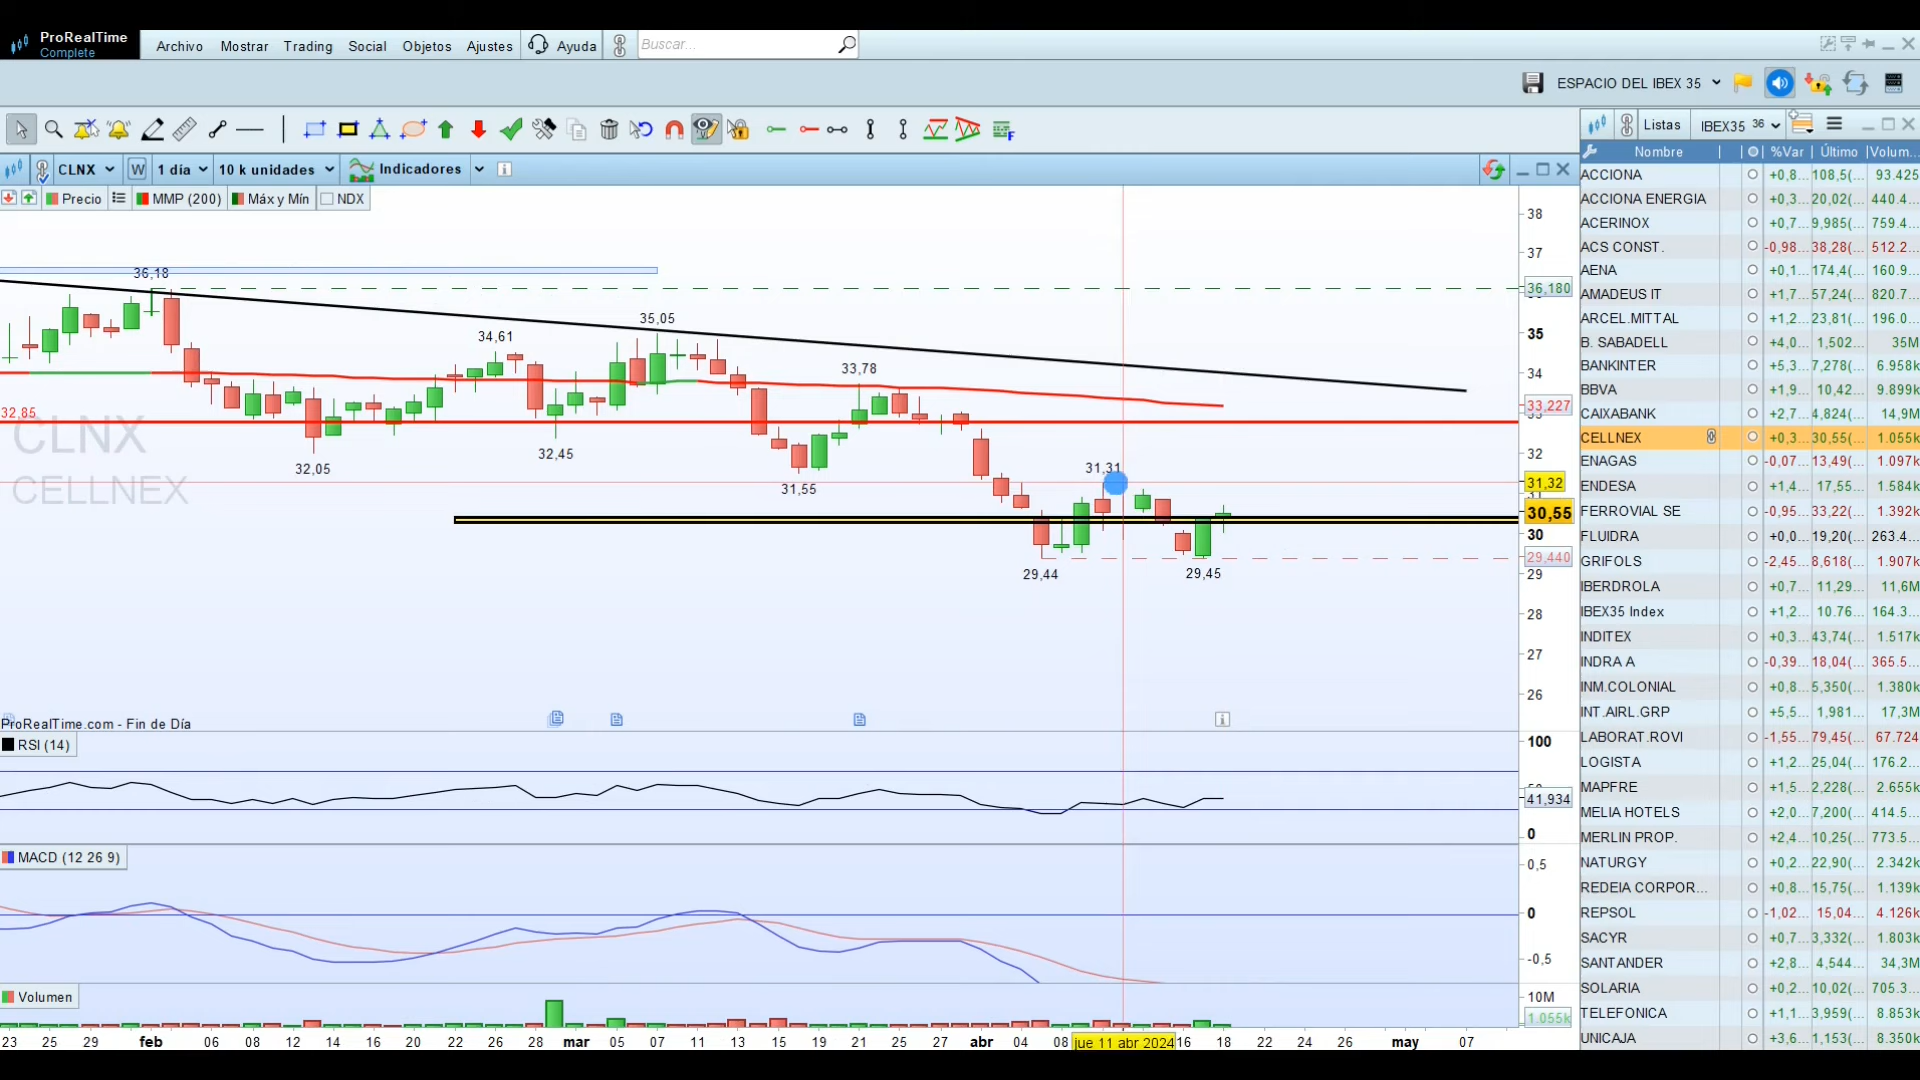 ProRealTime
Complete
Archivo Mostrar Trading Social Objetos Ajustes Ayuda Buscar...
ESPACIO DEL IBEX 35
Listas IBEX35 36
CLNX W 1 día 10 k unidades Indicadores
Precio MMP (200) Máx y Mín NDX
Nombre %Var Último Volum...
ACCIONA +0,8... 108,5(... 93.425
ACCIONA ENERGIA +0,3... 20,02(... 440.4...
ACERINOX +0,7... 9,985(... 759.4...
ACS CONST. -0,98... 38,28(... 512.2...
AENA +0,1... 174,4(... 160.9...
AMADEUS IT +1,7... 57,24(... 820.7...
ARCEL.MITTAL +1,2... 23,81(... 196.0...
B. SABADELL +4,0... 1,502... 35M
BANKINTER +5,3... 7,278(... 6.958k
BBVA +1,9... 10,42(... 9.899k
CAIXABANK +2,7... 4,824(... 14,9M
CELLNEX +0,3... 30,55(... 1.055k
ENAGAS -0,07... 13,49(... 1.097k
ENDESA +1,4... 17,55(... 1.584k
FERROVIAL SE -0,95... 33,22(... 1.392k
FLUIDRA +0,0... 19,20(... 263.4...
GRIFOLS -2,45... 8,618(... 1.907k
IBERDROLA +0,7... 11,29(... 11,6M
IBEX35 Index +1,2... 10.76... 164.3...
INDITEX +0,3... 43,74(... 1.517k
INDRA A -0,39... 18,04(... 365.5...
INM.COLONIAL +0,8... 5,350(... 1.380k
INT.AIRL.GRP +5,5... 1,981... 17,3M
LABORAT.ROVI -1,55... 79,45(... 67.724
LOGISTA +1,2... 25,04(... 176.2...
MAPFRE +1,5... 2,228(... 2.655k
MELIA HOTELS +2,0... 7,200(... 414.5...
MERLIN PROP. +2,4... 10,25(... 773.5...
NATURGY +0,2... 22,90(... 2.342k
REDEIA CORPOR... +0,8... 15,75(... 1.139k
REPSOL -1,02... 15,04(... 4.126k
SACYR +0,7... 3,332(... 1.803k
SANTANDER +2,8... 4,544... 34,3M
SOLARIA +0,2... 10,02(... 705.3...
TELEFONICA +1,1... 3,959(... 8.853k
UNICAJA +3,6... 1,153(... 8.350k
38
37
36,18
36,180
35,05
34,61
35
33,78
34
33,227
32,85
CLNX
32,05
32,45
32
31,31
31,55
31,32
CELLNEX
30,55
30
29,440
29,44
29,45
29
28
27
26
ProRealTime.com - Fin de Día
RSI (14)
100
41,934
0
MACD (12 26 9)
0,5
0
-0,5
Volumen
10M
1.055k
23 25 29 feb 06 08 12 14 16 20 22 26 28 mar 05 07 11 13 15 19 21 25 27 abr 04 08 jue 11 abr 2024 16 18 22 24 26 may 07